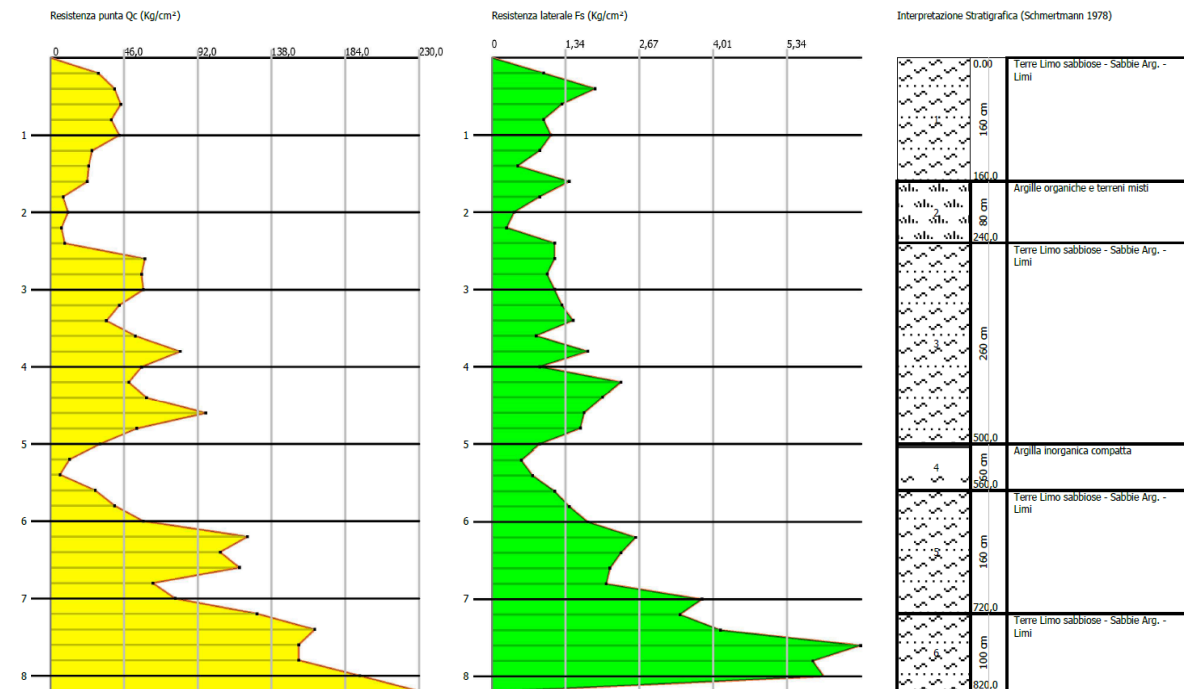 Resistenza punta Qc (Kg/cm²)
0 46,0 92,0 138,0 184,0 230,0
1
2
3
4
5
6
7
8
Resistenza laterale Fs (Kg/cm²)
0 1,34 2,67 4,01 5,34
1
2
3
4
5
6
7
8
Interpretazione Stratigrafica (Schmertmann 1978)
0.00
1
160 cm
160,0
Terre Limo sabbiose - Sabbie Arg. -
Limi
2
80 cm
240,0
Argille organiche e terreni misti
3
260 cm
500,0
Terre Limo sabbiose - Sabbie Arg. -
Limi
4
60 cm
560,0
Argilla inorganica compatta
5
160 cm
720,0
Terre Limo sabbiose - Sabbie Arg. -
Limi
6
100 cm
820,0
Terre Limo sabbiose - Sabbie Arg. -
Limi